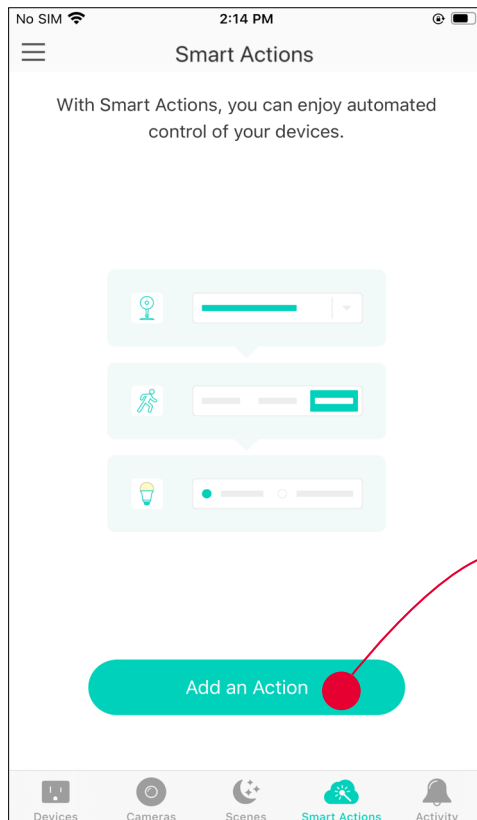 No SIM 2:14 PM
Smart Actions
With Smart Actions, you can enjoy automated
control of your devices.
Add an Action
Devices Cameras Scenes Smart Actions Activity